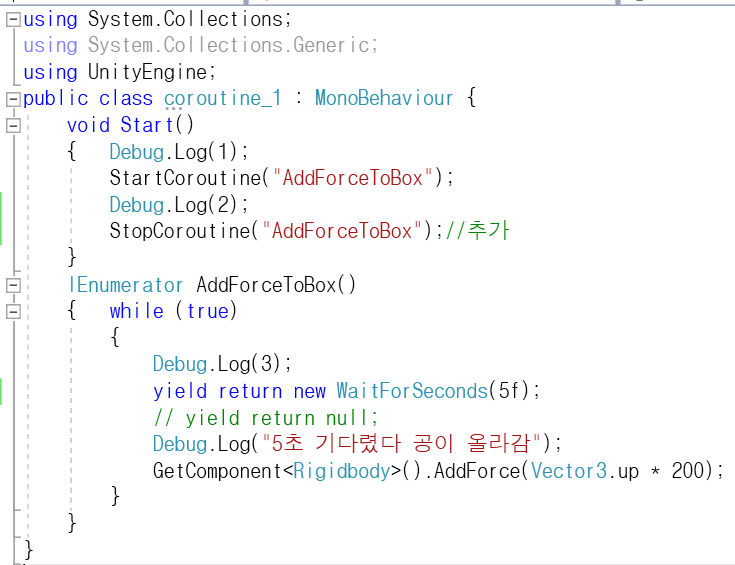 using System.Collections;
using System.Collections.Generic;
using UnityEngine;
public class coroutine_1 : MonoBehaviour {
void Start()
{ Debug.Log(1);
StartCoroutine("AddForceToBox");
Debug.Log(2);
StopCoroutine("AddForceToBox");//추가
}
IEnumerator AddForceToBox()
{ while (true)
{
Debug.Log(3);
yield return new WaitForSeconds(5f);
// yield return null;
Debug.Log("5초 기다렸다 공이 올라감");
GetComponent<Rigidbody>().AddForce(Vector3.up * 200);
}
}
}